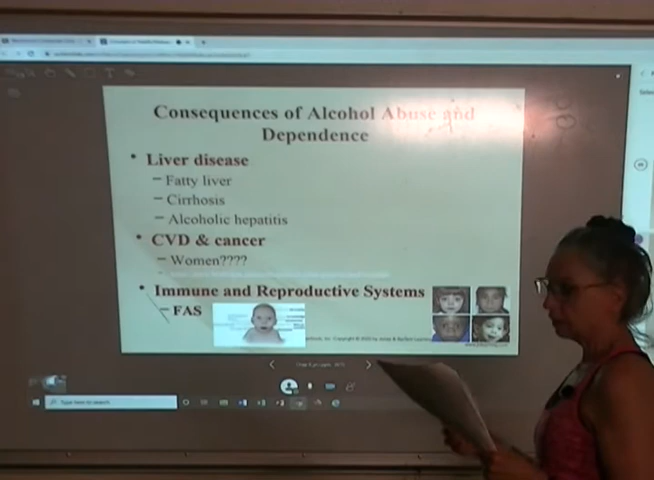 Consequences of Alcohol Abuse and
Dependence
• Liver disease
– Fatty liver
– Cirrhosis
– Alcoholic hepatitis
• CVD & cancer
– Women????
• Immune and Reproductive Systems
– FAS
Type here to search